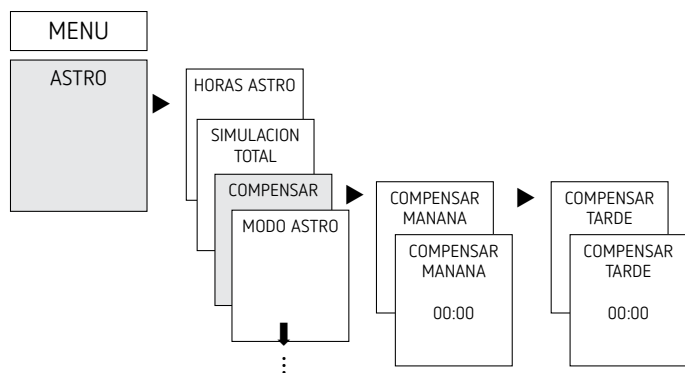 MENU
ASTRO
HORAS ASTRO
SIMULACION
TOTAL
COMPENSAR
MODO ASTRO
COMPENSAR
MANANA
COMPENSAR
MANANA
00:00
COMPENSAR
TARDE
COMPENSAR
TARDE
00:00